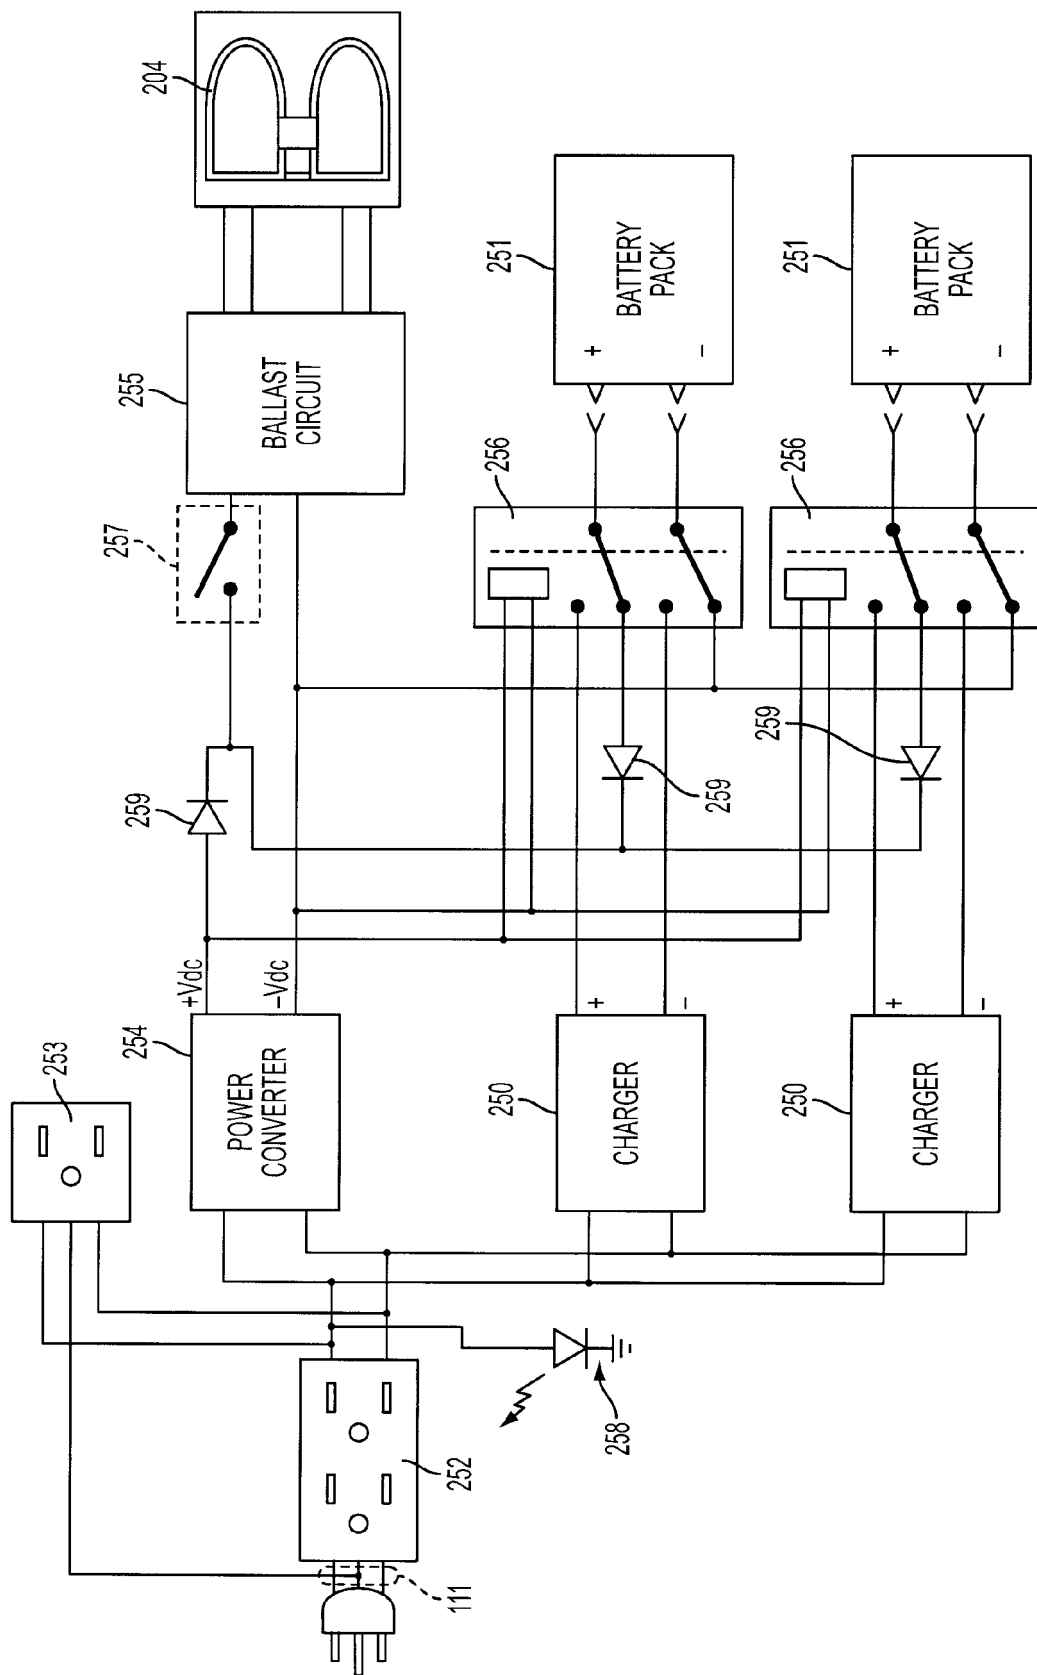 204
255
BALLAST
CIRCUIT
257
259
+Vdc
-Vdc
254
POWER
CONVERTER
253
252
111
258
251
BATTERY
PACK
+
-
256
259
+
-
250
CHARGER
251
BATTERY
PACK
+
-
256
259
+
-
250
CHARGER